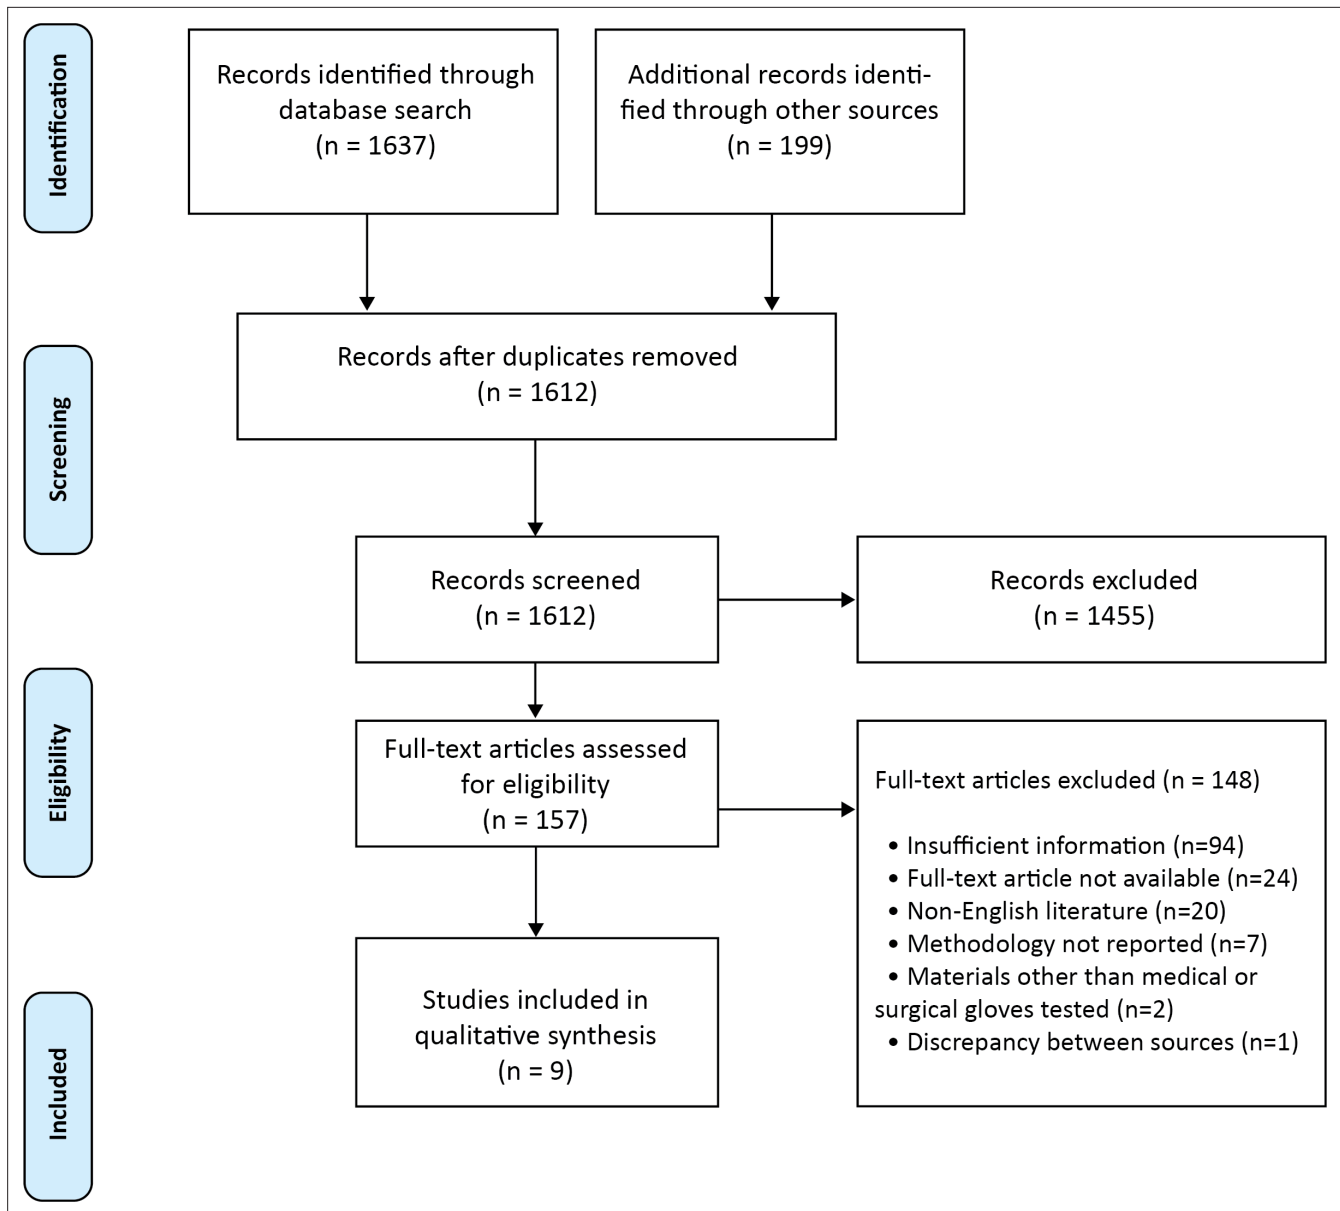 Identification
Records identified through
database search
(n = 1637)
Additional records identi-
fied through other sources
(n = 199)
Screening
Records after duplicates removed
(n = 1612)
Records screened
(n = 1612)
Records excluded
(n = 1455)
Eligibility
Full-text articles assessed
for eligibility
(n = 157)
Full-text articles excluded (n = 148)
• Insufficient information (n=94)
• Full-text article not available (n=24)
• Non-English literature (n=20)
• Methodology not reported (n=7)
• Materials other than medical or
surgical gloves tested (n=2)
• Discrepancy between sources (n=1)
Included
Studies included in
qualitative synthesis
(n = 9)